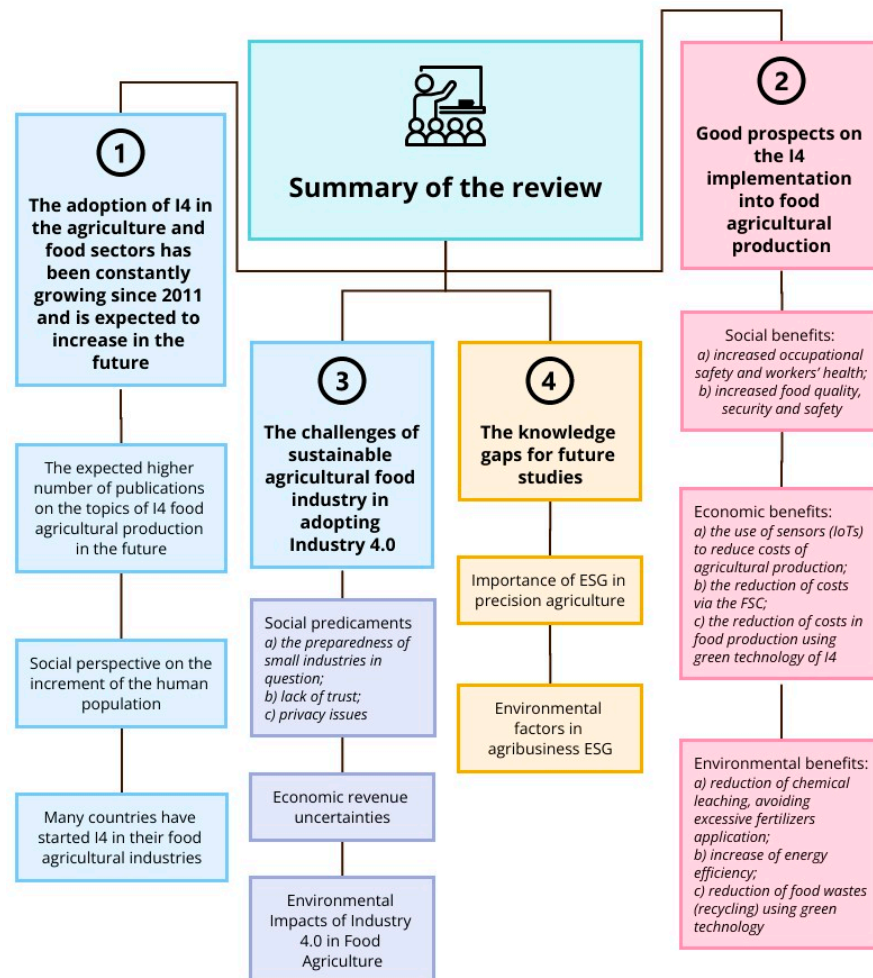 Summary of the review
1
The adoption of I4 in
the agriculture and
food sectors has
been constantly
growing since 2011
and is expected to
increase in the
future
The expected higher
number of publications
on the topics of I4 food
agricultural production
in the future
Social perspective on the
increment of the human
population
Many countries have
started I4 in their food
agricultural industries
2
Good prospects on
the I4
implementation
into food
agricultural
production
Social benefits:
a) increased occupational
safety and workers' health;
b) increased food quality,
security and safety
Economic benefits:
a) the use of sensors (IoTs)
to reduce costs of
agricultural production;
b) the reduction of costs
via the FSC;
c) the reduction of costs in
food production using
green technology of I4
Environmental benefits:
a) reduction of chemical
leaching, avoiding
excessive fertilizers
application;
b) increase of energy
efficiency;
c) reduction of food wastes
(recycling) using green
technology
3
The challenges of
sustainable
agricultural food
industry in
adopting
Industry 4.0
Social predicaments
a) the preparedness of
small industries in
question;
b) lack of trust;
c) privacy issues
Economic revenue
uncertainties
Environmental
Impacts of Industry
4.0 in Food
Agriculture
4
The knowledge
gaps for future
studies
Importance of ESG in
precision agriculture
Environmental
factors in
agribusiness ESG